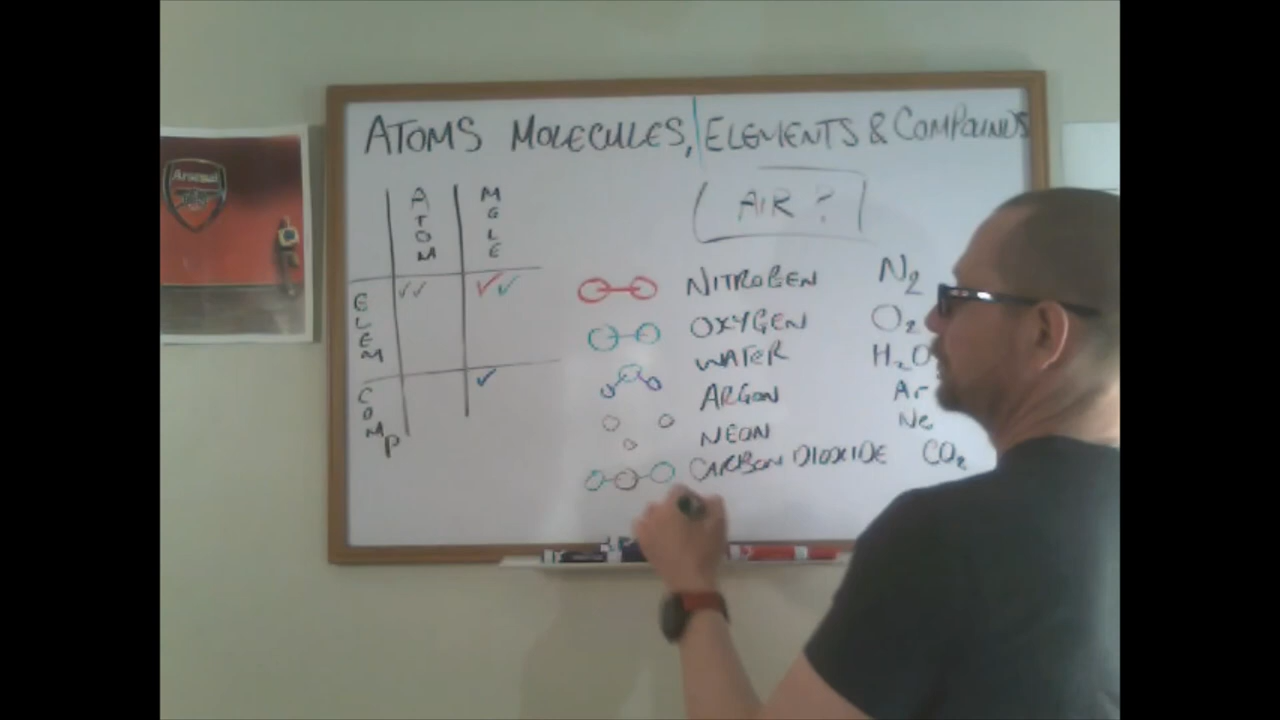 ATOMS MOLECULES, ELEMENTS & COMPOUNDS
Arsenal
ATOM
MOLE
AIR ?
ELEM
NITROGEN N2
OXYGEN O2
WATER H2O
COMP
ARGON Ar
NEON Ne
CARBON DIOXIDE CO2